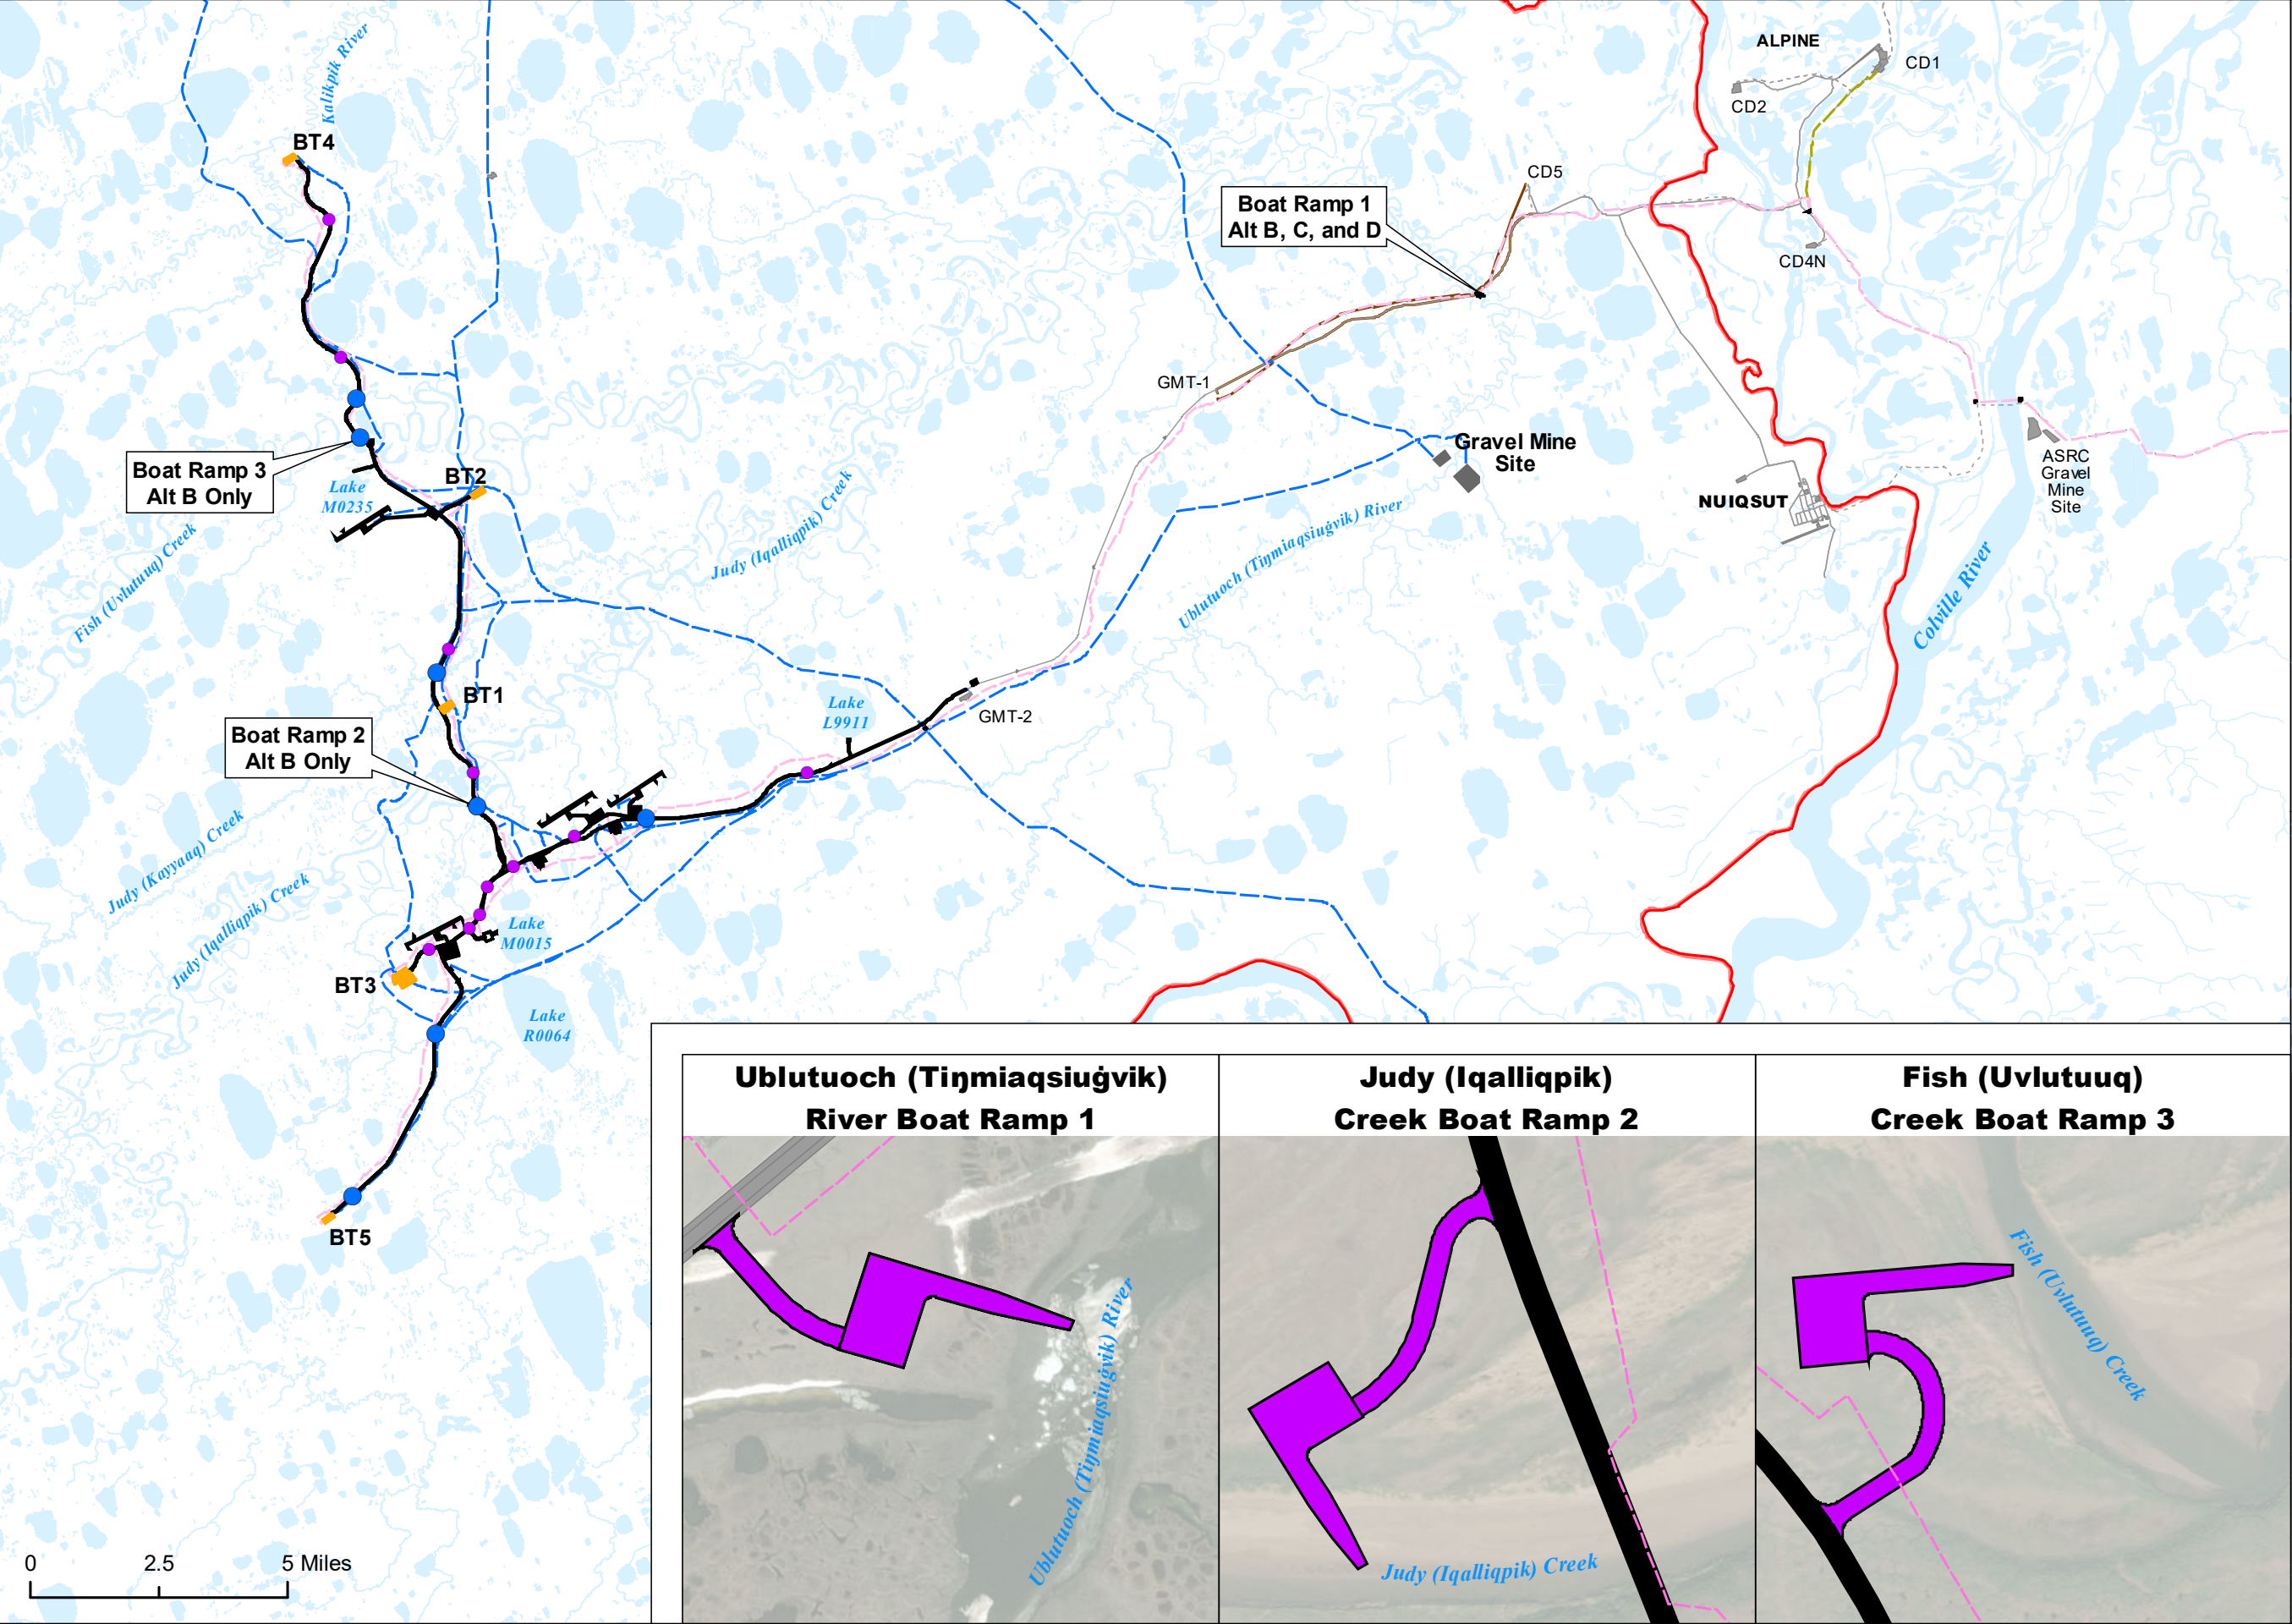 Kalikpik River
ALPINE
CD1
CD2
BT4
CD5
Boat Ramp 1
Alt B, C, and D
CD4N
GMT-1
Gravel Mine
Site
ASRC
Gravel
Mine
Site
Boat Ramp 3
Alt B Only
BT2
Lake
M0235
NUIQSUT
Judy (Iqalliqpik) Creek
Ublutuoch (Tiŋmiaqsiuġvik) River
Fish (Uvlutuuq) Creek
Colville River
BT1
Lake
L9911
GMT-2
Boat Ramp 2
Alt B Only
Judy (Kayyaaq) Creek
Judy (Iqalliqpik) Creek
Lake
M0015
BT3
Lake
R0064
BT5
Ublutuoch (Tiŋmiaqsiuġvik)
River Boat Ramp 1
Ublutuoch (Tiŋmiaqsiuġvik) River
Judy (Iqalliqpik)
Creek Boat Ramp 2
Judy (Iqalliqpik) Creek
Fish (Uvlutuuq)
Creek Boat Ramp 3
Fish (Uvlutuuq) Creek
0 2.5 5 Miles